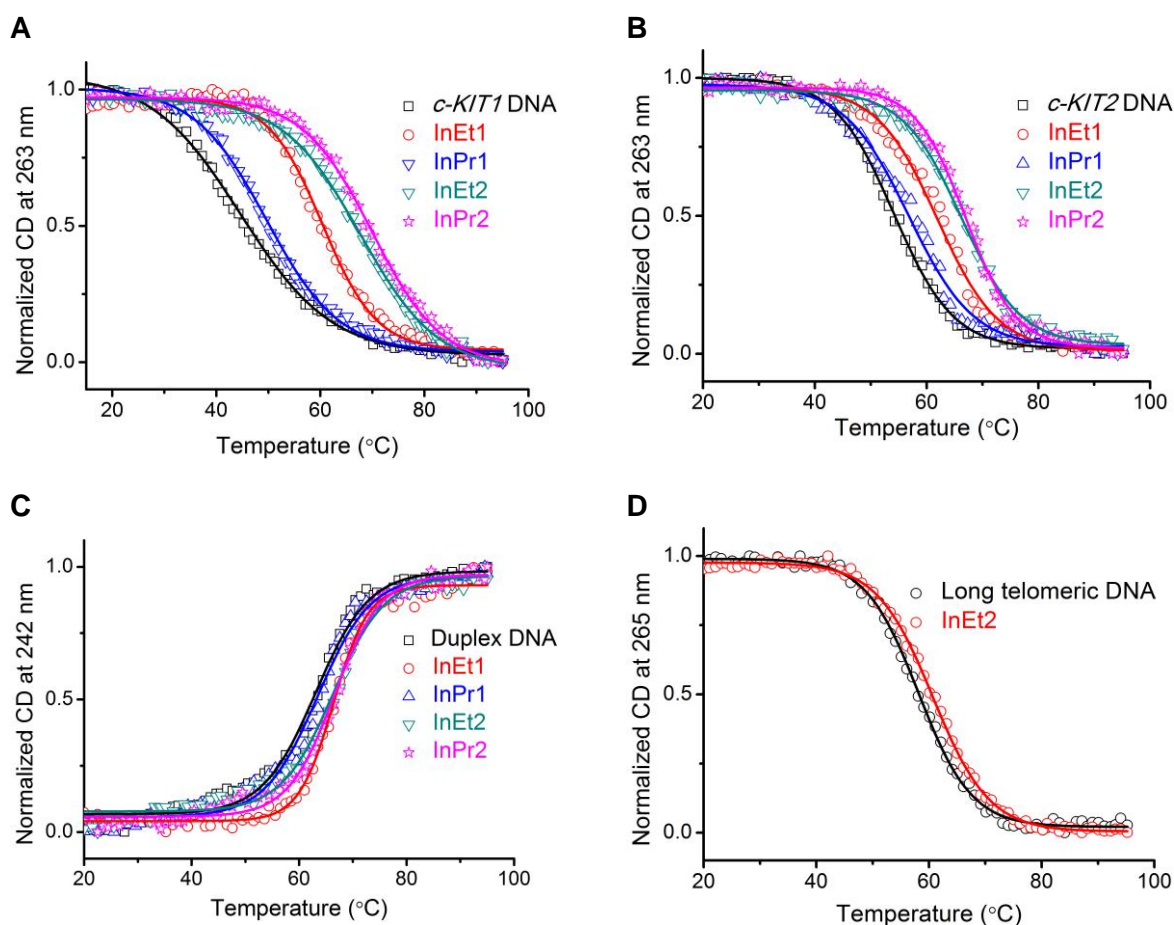 A
Normalized CD at 263 nm
1.0
0.5
0.0
c-KIT1 DNA
InEt1
InPr1
InEt2
InPr2
20 40 60 80 100
Temperature (°C)
B
Normalized CD at 263 nm
1.0
0.5
0.0
c-KIT2 DNA
InEt1
InPr1
InEt2
InPr2
20 40 60 80 100
Temperature (°C)
C
Normalized CD at 242 nm
1.0
0.5
0.0
Duplex DNA
InEt1
InPr1
InEt2
InPr2
20 40 60 80 100
Temperature (°C)
D
Normalized CD at 265 nm
1.0
0.5
0.0
Long telomeric DNA
InEt2
20 40 60 80 100
Temperature (°C)